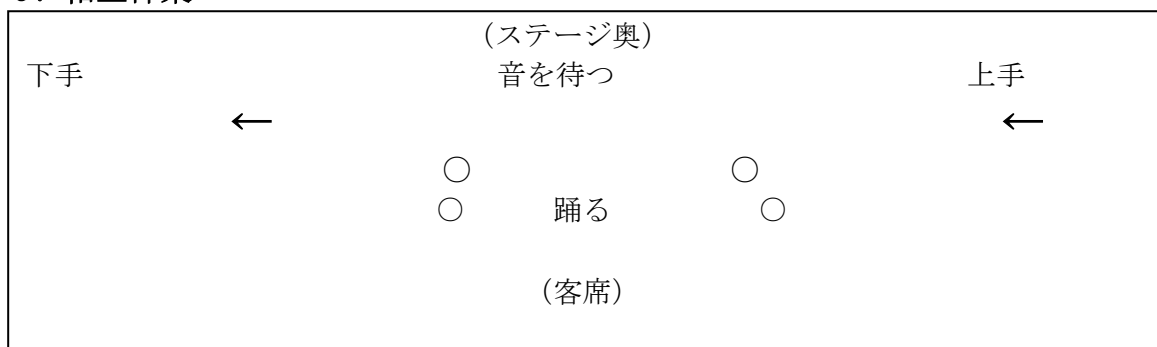 (ステージ奥)
下手 音を待つ 上手
← ←
○ ○
○ 踊る ○
(客席)